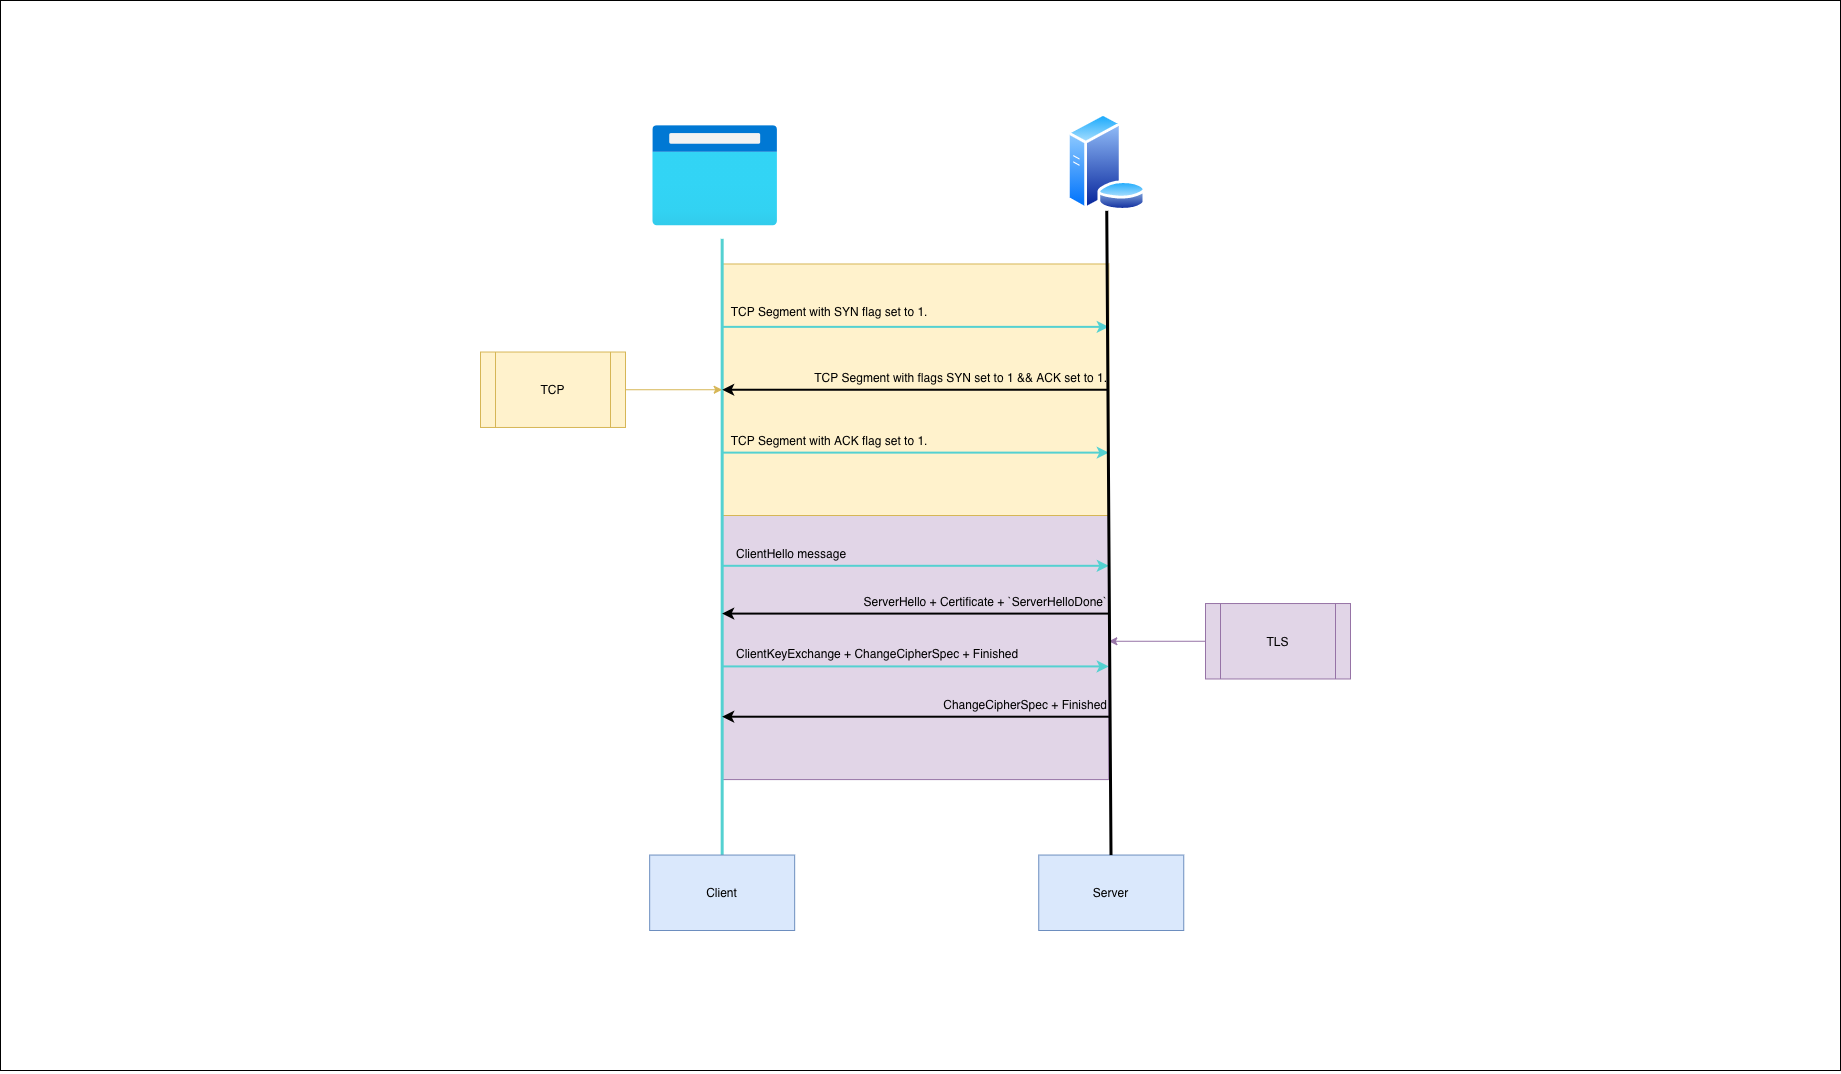 TCP Segment with SYN flag set to 1.
TCP Segment with flags SYN set to 1 && ACK set to 1.
TCP
TCP Segment with ACK flag set to 1.
ClientHello message
ServerHello + Certificate + `ServerHelloDone`
TLS
ClientKeyExchange + ChangeCipherSpec + Finished
ChangeCipherSpec + Finished
Client
Server